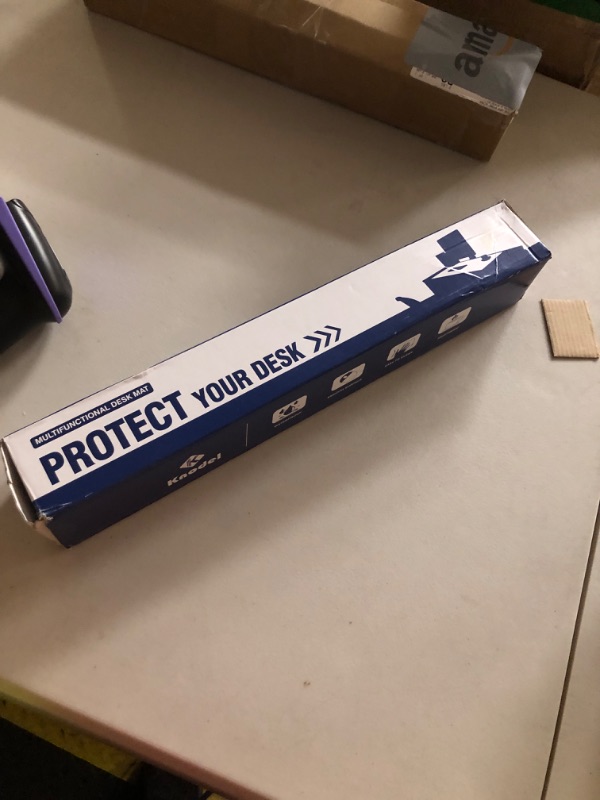 ama
MULTIFUNCTIONAL DESK MAT
PROTECT YOUR DESK >>>
Knodel